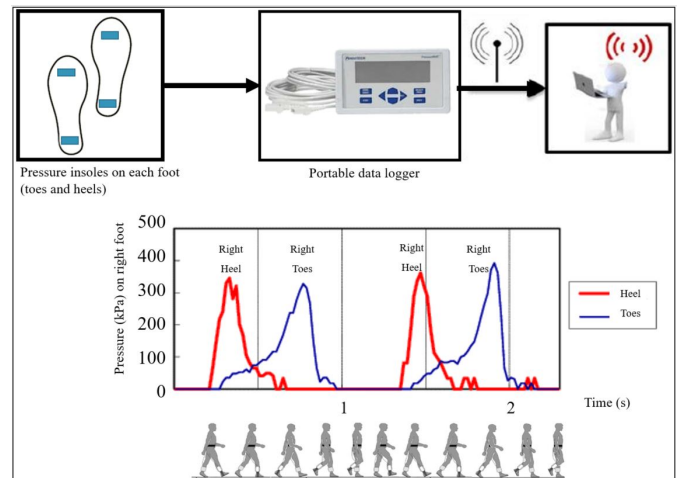 Pressure insoles on each foot
(toes and heels)
Portable data logger
Pressure (kPa) on right foot
500
400
300
200
100
0
Right
Heel
Right
Toes
Right
Heel
Right
Toes
Heel
Toes
1
2
Time (s)